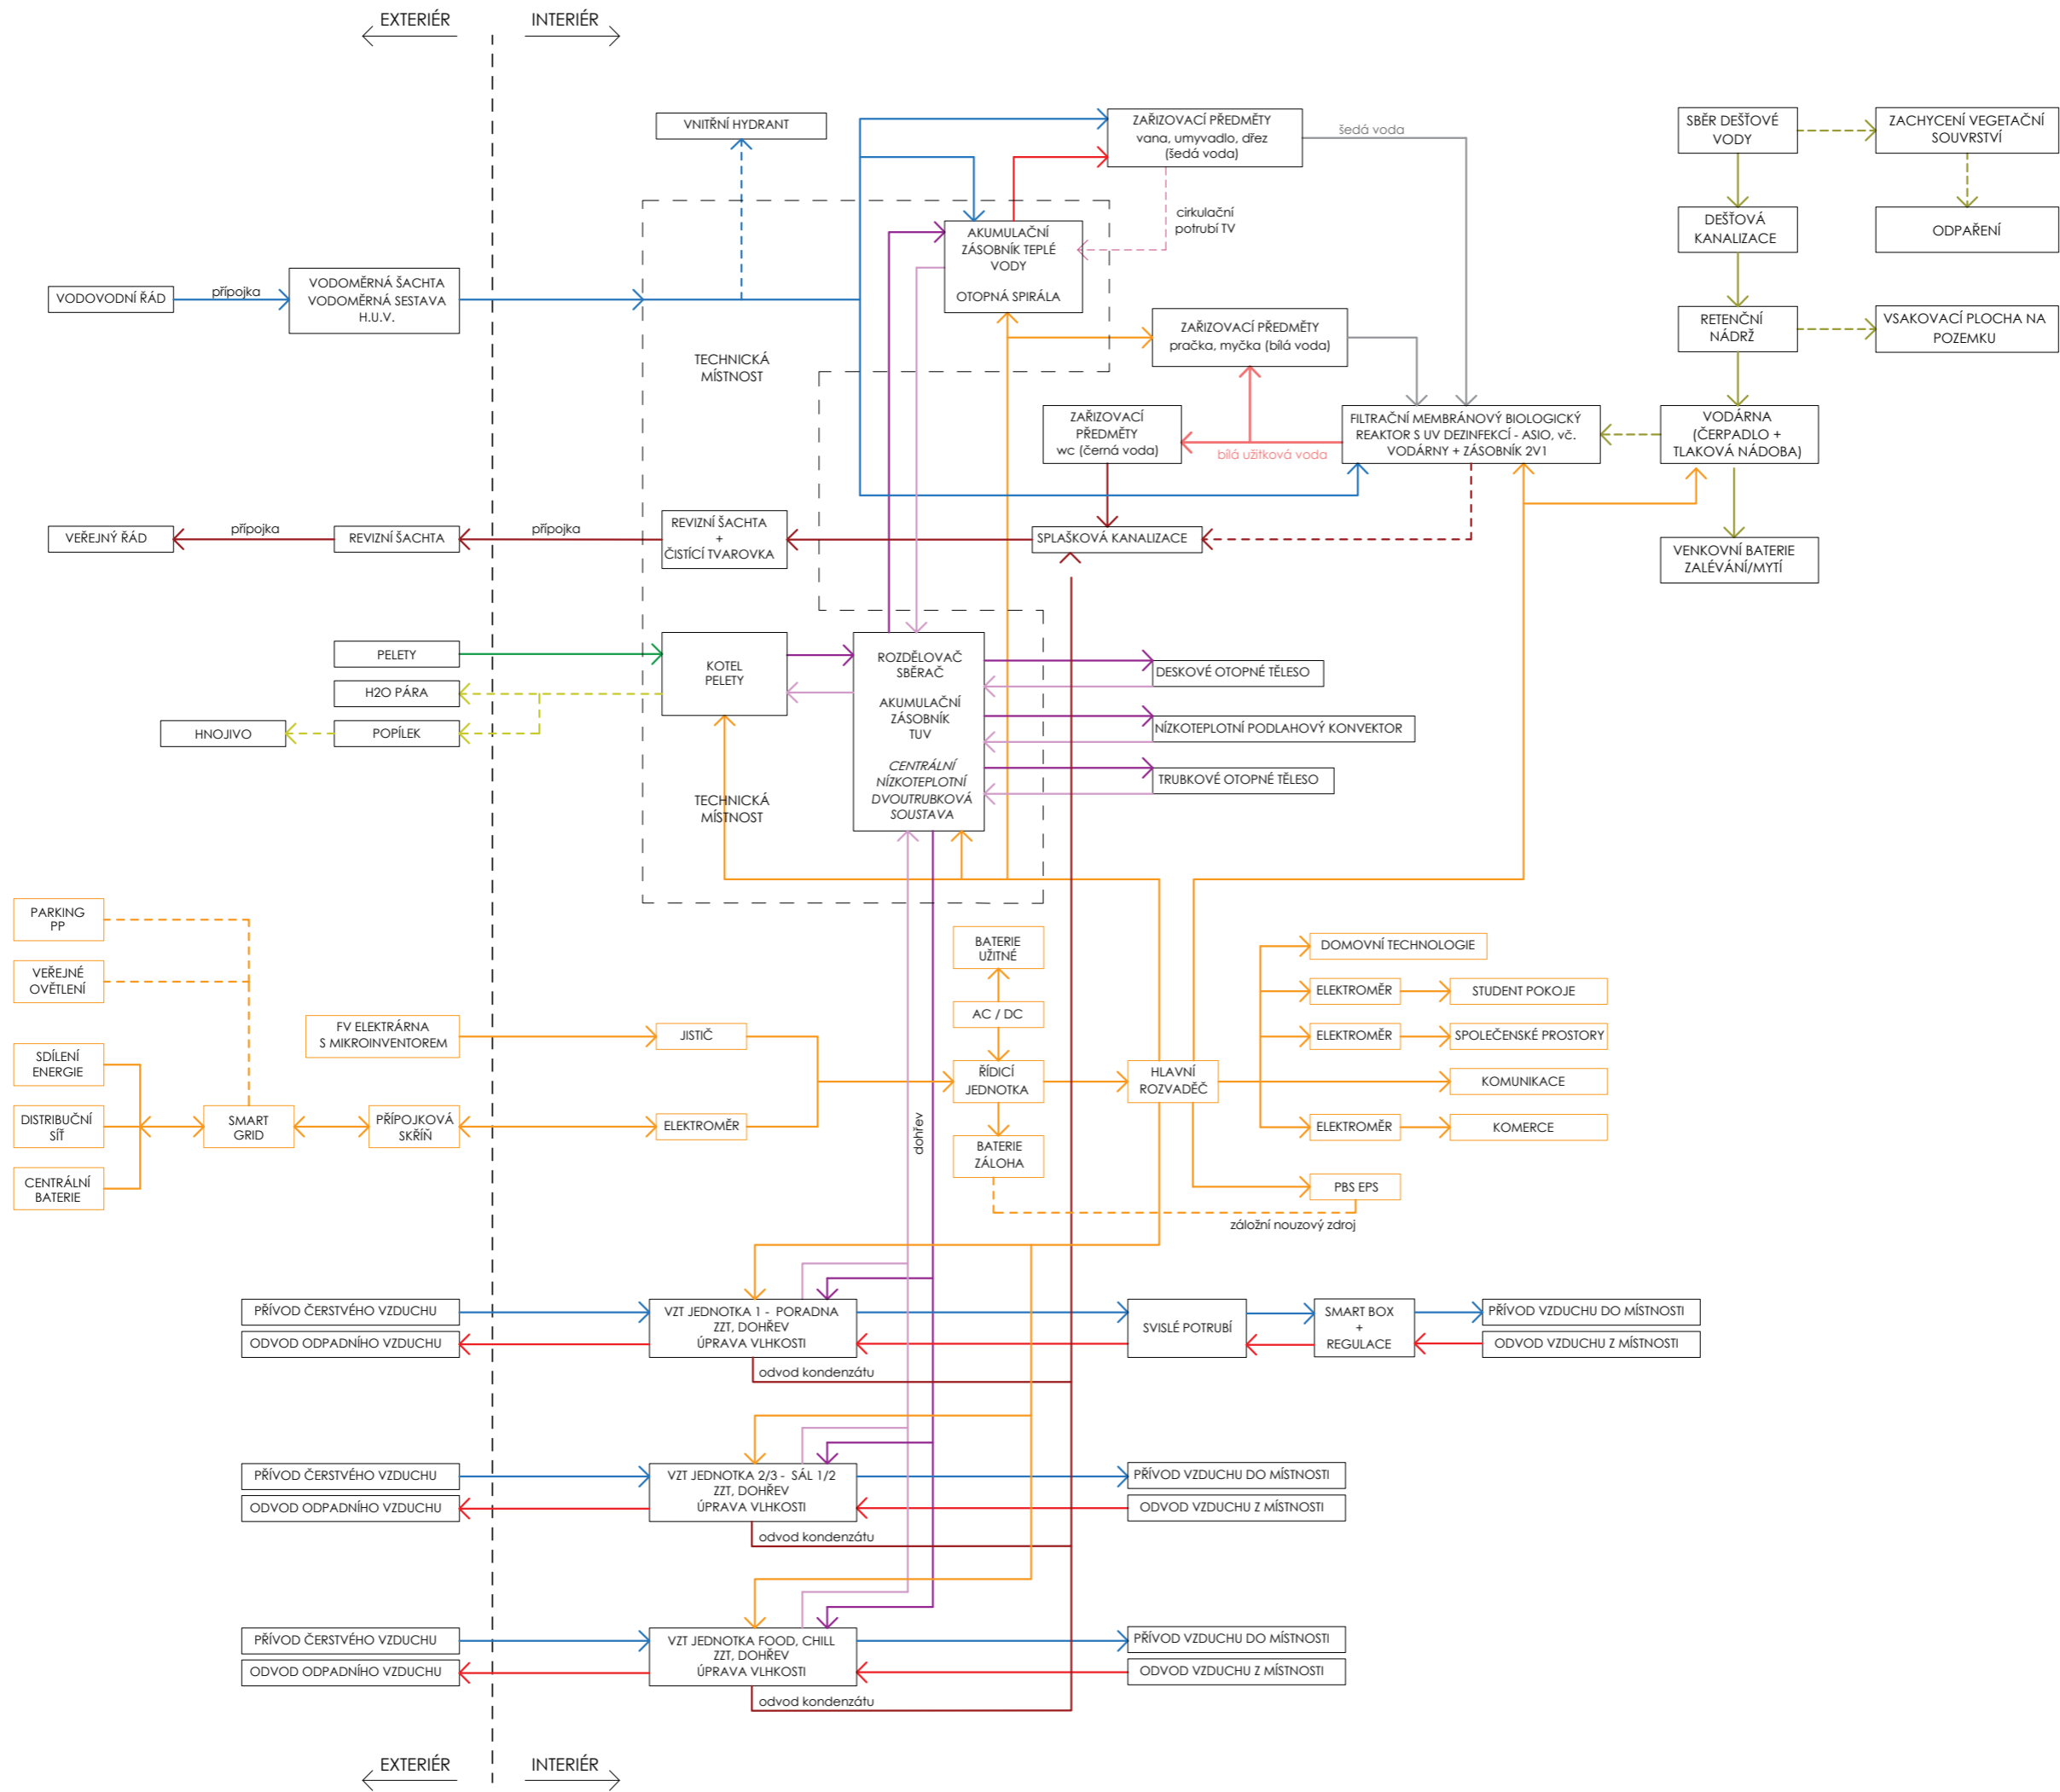 EXTERIÉR
INTERIÉR
VNITŘNÍ HYDRANT
ZAŘIZOVACÍ PŘEDMĚTY
vana, umyvadlo, dřez
(šedá voda)
šedá voda
SBĚR DEŠŤOVÉ
VODY
ZACHYCENÍ VEGETAČNÍ
SOUVRSTVÍ
cirkulační
potrubí TV
AKUMULAČNÍ
ZÁSOBNÍK TEPLÉ
VODY
OTOPNÁ SPIRÁLA
DEŠŤOVÁ
KANALIZACE
ODPAŘENÍ
VODOVODNÍ ŘÁD
přípojka
VODOMĚRNÁ ŠACHTA
VODOMĚRNÁ SESTAVA
H.U.V.
TECHNICKÁ
MÍSTNOST
ZAŘIZOVACÍ PŘEDMĚTY
pračka, myčka (bílá voda)
RETENČNÍ
NÁDRŽ
VSAKOVACÍ PLOCHA NA
POZEMKU
ZAŘIZOVACÍ
PŘEDMĚTY
wc (černá voda)
bílá užitková voda
FILTRAČNÍ MEMBRÁNOVÝ BIOLOGICKÝ
REAKTOR S UV DEZINFEKCÍ - ASIO, vč.
VODÁRNY + ZÁSOBNÍK 2V1
VODÁRNA
(ČERPADLO +
TLAKOVÁ NÁDOBA)
VEŘEJNÝ ŘÁD
přípojka
REVIZNÍ ŠACHTA
přípojka
REVIZNÍ ŠACHTA
+
ČISTÍCÍ TVAROVKA
SPLAŠKOVÁ KANALIZACE
VENKOVNÍ BATERIE
ZALÉVÁNÍ/MYTÍ
PELETY
H2O PÁRA
HNOJIVO
POPÍLEK
KOTEL
PELETY
ROZDĚLOVAČ
SBĚRAČ
AKUMULAČNÍ
ZÁSOBNÍK
TUV
CENTRÁLNÍ
NÍZKOTEPLOTNÍ
DVOUTRUBKOVÁ
SOUSTAVA
DESKOVÉ OTOPNÉ TĚLESO
NÍZKOTEPLOTNÍ PODLAHOVÝ KONVEKTOR
TRUBKOVÉ OTOPNÉ TĚLESO
TECHNICKÁ
MÍSTNOST
PARKING
PP
VEŘEJNÉ
OVĚTLENÍ
SDÍLENÍ
ENERGIE
DISTRIBUČNÍ
SÍŤ
CENTRÁLNÍ
BATERIE
SMART
GRID
FV ELEKTRÁRNA
S MIKROINVENTOREM
PŘÍPOJKOVÁ
SKŘÍŇ
JISTIČ
ELEKTROMĚR
dohřev
BATERIE
UŽITNÉ
AC / DC
ŘÍDICÍ
JEDNOTKA
BATERIE
ZÁLOHA
HLAVNÍ
ROZVADĚČ
DOMOVNÍ TECHNOLOGIE
ELEKTROMĚR
STUDENT POKOJE
ELEKTROMĚR
SPOLEČENSKÉ PROSTORY
KOMUNIKACE
ELEKTROMĚR
KOMERCE
PBS EPS
záložní nouzový zdroj
PŘÍVOD ČERSTVÉHO VZDUCHU
ODVOD ODPADNÍHO VZDUCHU
VZT JEDNOTKA 1 - PORADNA
ZZT, DOHŘEV
ÚPRAVA VLHKOSTI
odvod kondenzátu
SVISLÉ POTRUBÍ
SMART BOX
+
REGULACE
PŘÍVOD VZDUCHU DO MÍSTNOSTI
ODVOD VZDUCHU Z MÍSTNOSTI
PŘÍVOD ČERSTVÉHO VZDUCHU
ODVOD ODPADNÍHO VZDUCHU
VZT JEDNOTKA 2/3 - SÁL 1/2
ZZT, DOHŘEV
ÚPRAVA VLHKOSTI
odvod kondenzátu
PŘÍVOD VZDUCHU DO MÍSTNOSTI
ODVOD VZDUCHU Z MÍSTNOSTI
PŘÍVOD ČERSTVÉHO VZDUCHU
ODVOD ODPADNÍHO VZDUCHU
VZT JEDNOTKA FOOD, CHILL
ZZT, DOHŘEV
ÚPRAVA VLHKOSTI
odvod kondenzátu
PŘÍVOD VZDUCHU DO MÍSTNOSTI
ODVOD VZDUCHU Z MÍSTNOSTI
EXTERIÉR
INTERIÉR